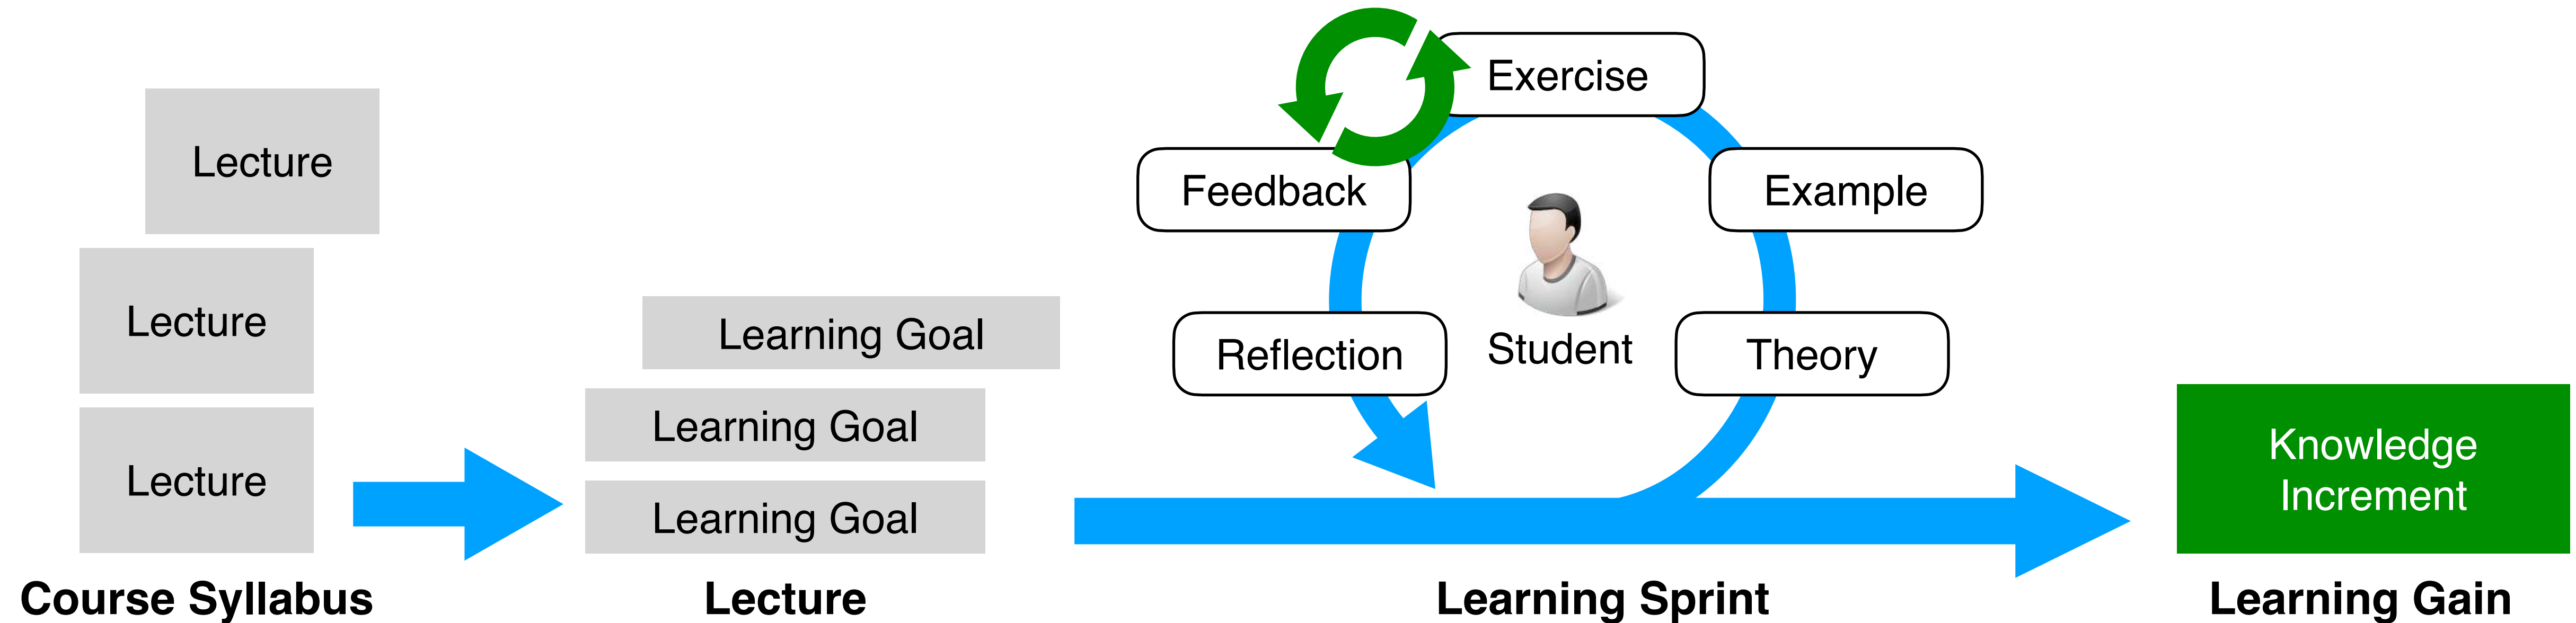 Lecture
Lecture
Lecture
Course Syllabus
Learning Goal
Learning Goal
Learning Goal
Lecture
Exercise
Feedback
Example
Reflection
Student
Theory
Learning Sprint
Knowledge
Increment
Learning Gain